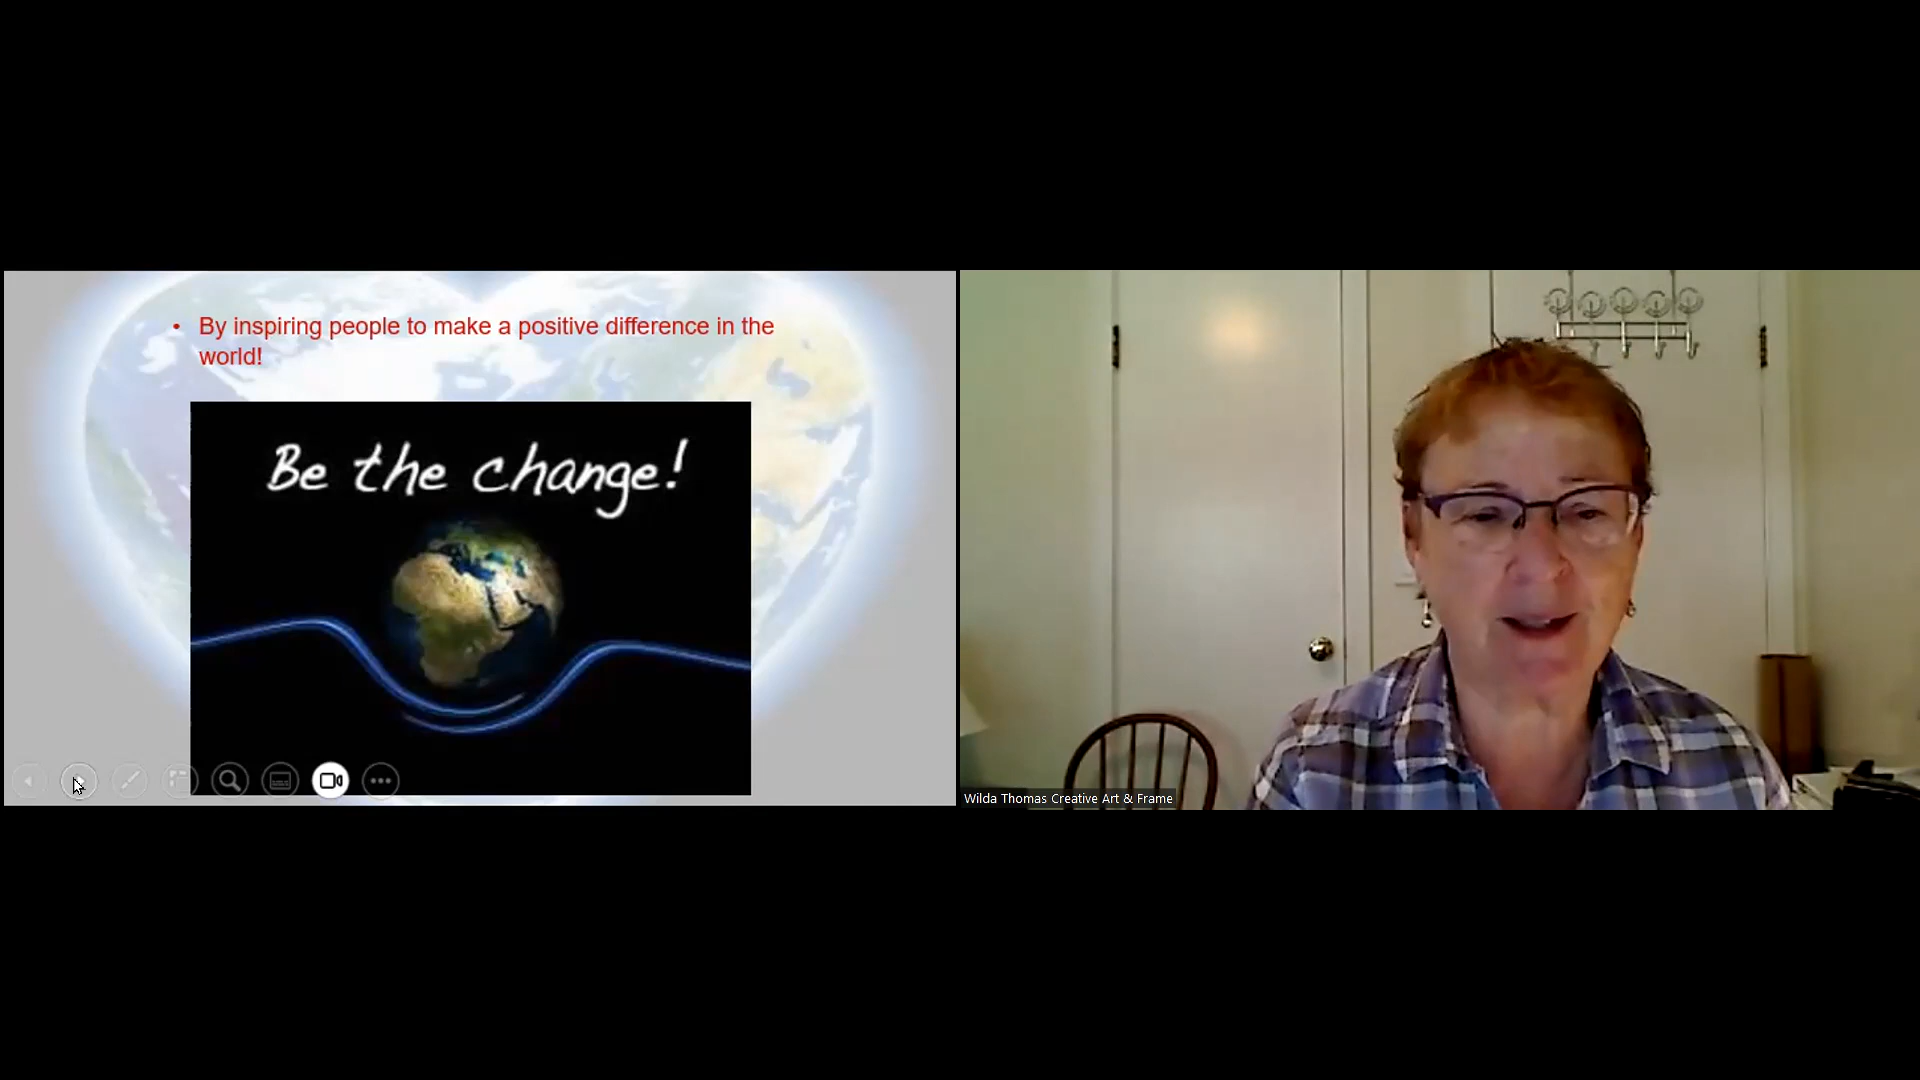 • By inspiring people to make a positive difference in the
world!
Be the change!
Wilda Thomas Creative Art & Frame